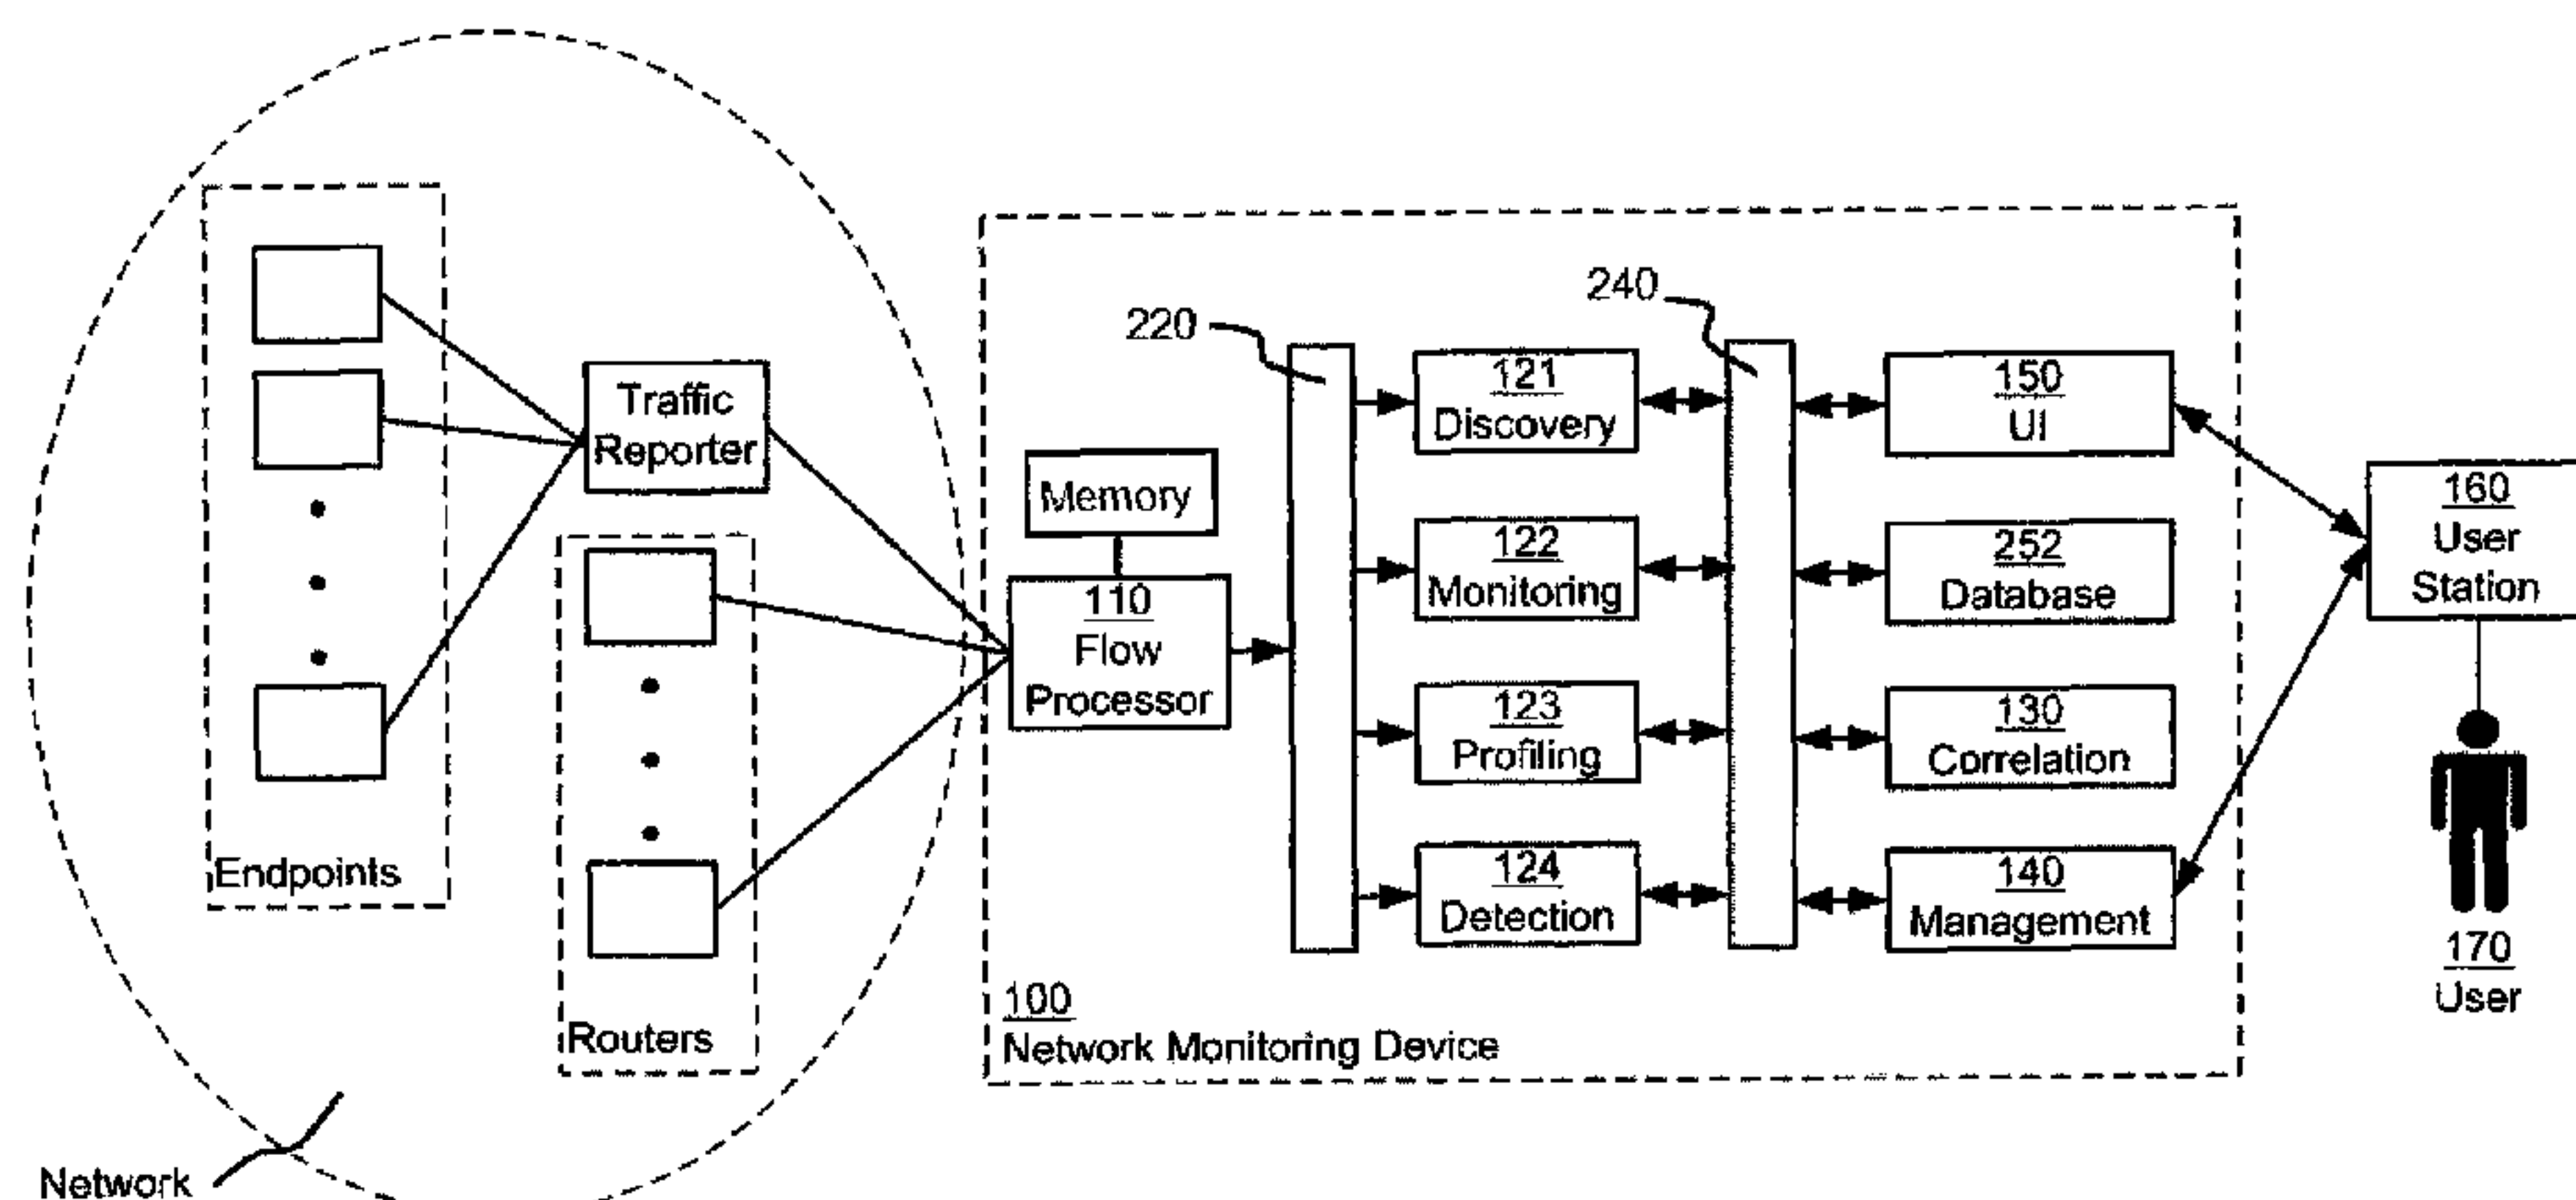 Endpoints
Traffic
Reporter
Routers
Network
Memory
110
Flow
Processor
220
121
Discovery
122
Monitoring
123
Profiling
124
Detection
240
150
UI
252
Database
130
Correlation
140
Management
100
Network Monitoring Device
160
User
Station
170
User